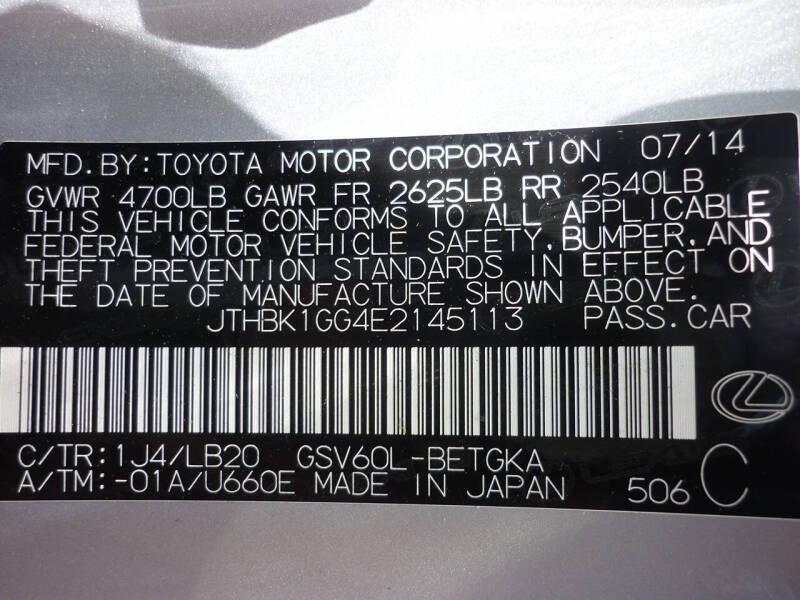 MFD. BY: TOYOTA MOTOR CORPORATION 07/14
GVWR 4700LB GAWR FR 2625LB RR 2540LB
THIS VEHICLE CONFORMS TO ALL APPLICABLE
FEDERAL MOTOR VEHICLE SAFETY, BUMPER, AND
THEFT PREVENTION STANDARDS IN EFFECT ON
THE DATE OF MANUFACTURE SHOWN ABOVE.
JTHBK1GG4E2145113 PASS. CAR
C/TR: 1J4/LB20 GSV60L-BETGKA
A/TM: -01A/U660E MADE IN JAPAN 506 C